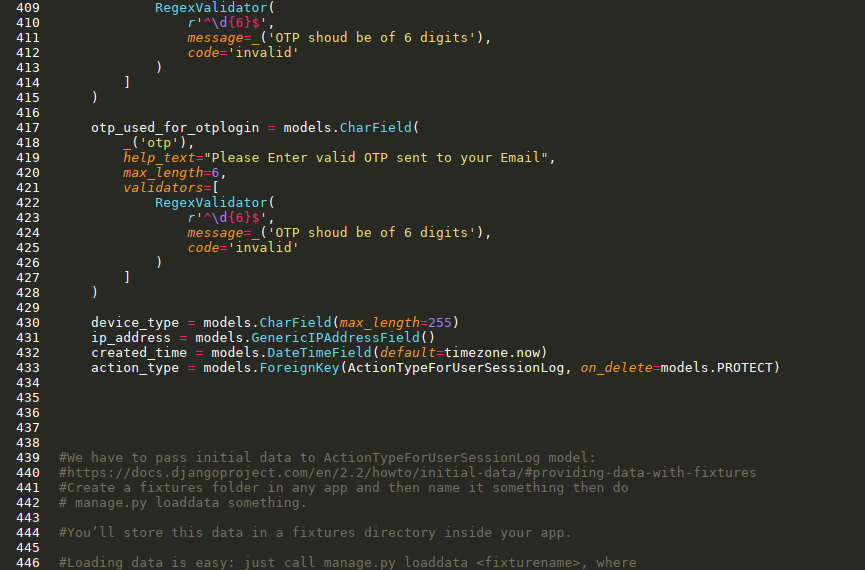 409 RegexValidator(
410 r'^\d{6}$',
411 message=_('OTP shoud be of 6 digits'),
412 code='invalid'
413 )
414 ]
415 )
416
417 otp_used_for_otplogin = models.CharField(
418 _('otp'),
419 help_text="Please Enter valid OTP sent to your Email",
420 max_length=6,
421 validators=[
422 RegexValidator(
423 r'^\d{6}$',
424 message=_('OTP shoud be of 6 digits'),
425 code='invalid'
426 )
427 ]
428 )
429
430 device_type = models.CharField(max_length=255)
431 ip_address = models.GenericIPAddressField()
432 created_time = models.DateTimeField(default=timezone.now)
433 action_type = models.ForeignKey(ActionTypeForUserSessionLog, on_delete=models.PROTECT)
434
435
436
437
438
439 #We have to pass initial data to ActionTypeForUserSessionLog model:
440 #https://docs.djangoproject.com/en/2.2/howto/initial-data/#providing-data-with-fixtures
441 #Create a fixtures folder in any app and then name it something then do
442 # manage.py loaddata something.
443
444 #You’ll store this data in a fixtures directory inside your app.
445
446 #Loading data is easy: just call manage.py loaddata <fixturename>, where